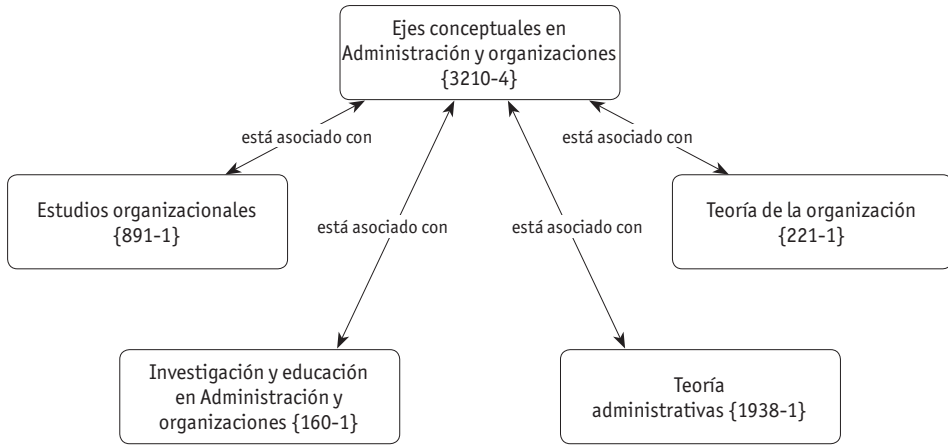 Ejes conceptuales en
Administración y organizaciones
{3210-4}
está asociado con
está asociado con
Estudios organizacionales
{891-1}
Teoría de la organización
{221-1}
está asociado con
está asociado con
Investigación y educación
en Administración y
organizaciones {160-1}
Teoría
administrativas {1938-1}